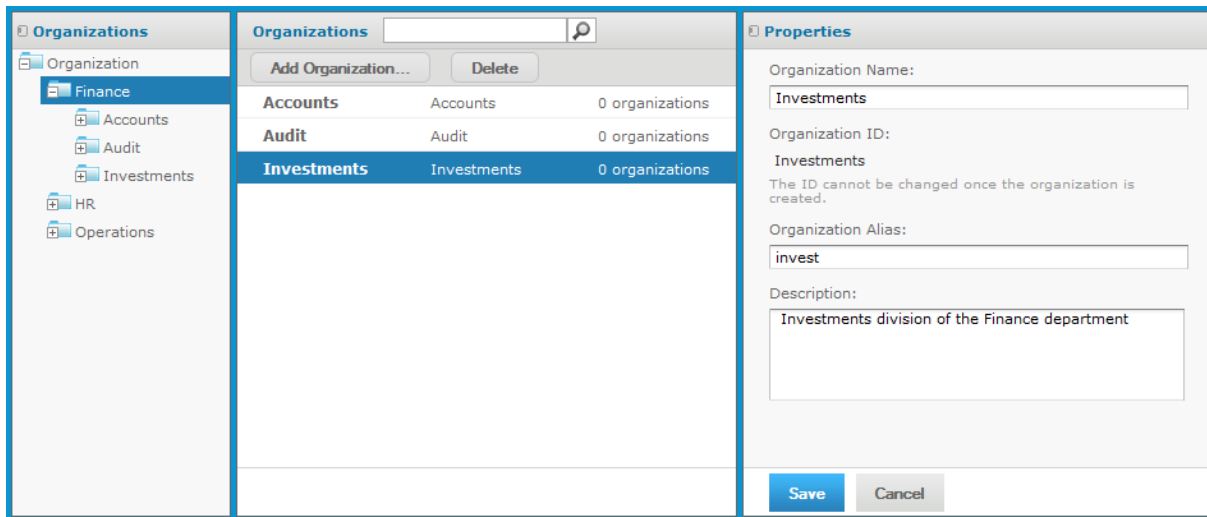 Organizations
Organization
Finance
Accounts
Audit
Investments
HR
Operations
Organizations
Add Organization... Delete
Accounts Accounts 0 organizations
Audit Audit 0 organizations
Investments Investments 0 organizations
Properties
Organization Name:
Investments
Organization ID:
Investments
The ID cannot be changed once the organization is
created.
Organization Alias:
invest
Description:
Investments division of the Finance department
Save Cancel